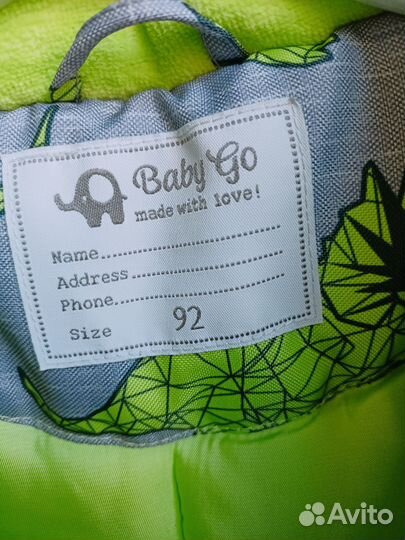 Baby Go
made with love!
Name....................
Address.................
Phone...................
Size 92
Avito